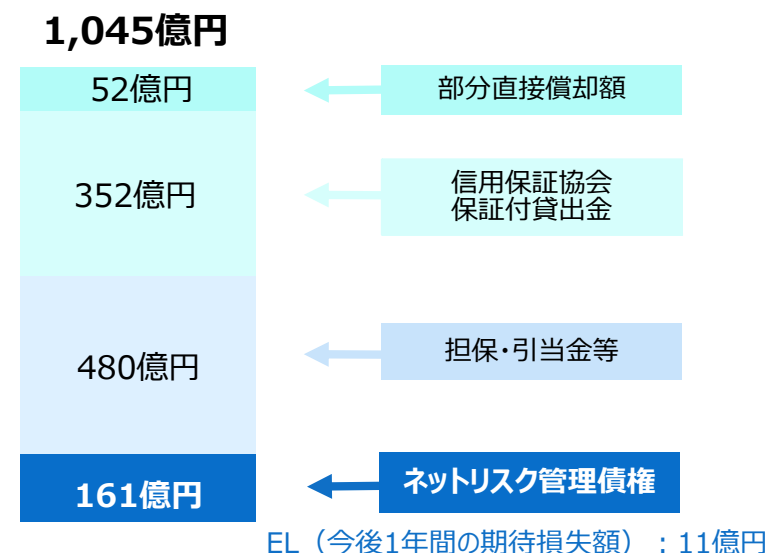 1,045億円
52億円
部分直接償却額
352億円
信用保証協会
保証付貸出金
480億円
担保・引当金等
161億円
ネットリスク管理債権
EL（今後1年間の期待損失額）：11億円